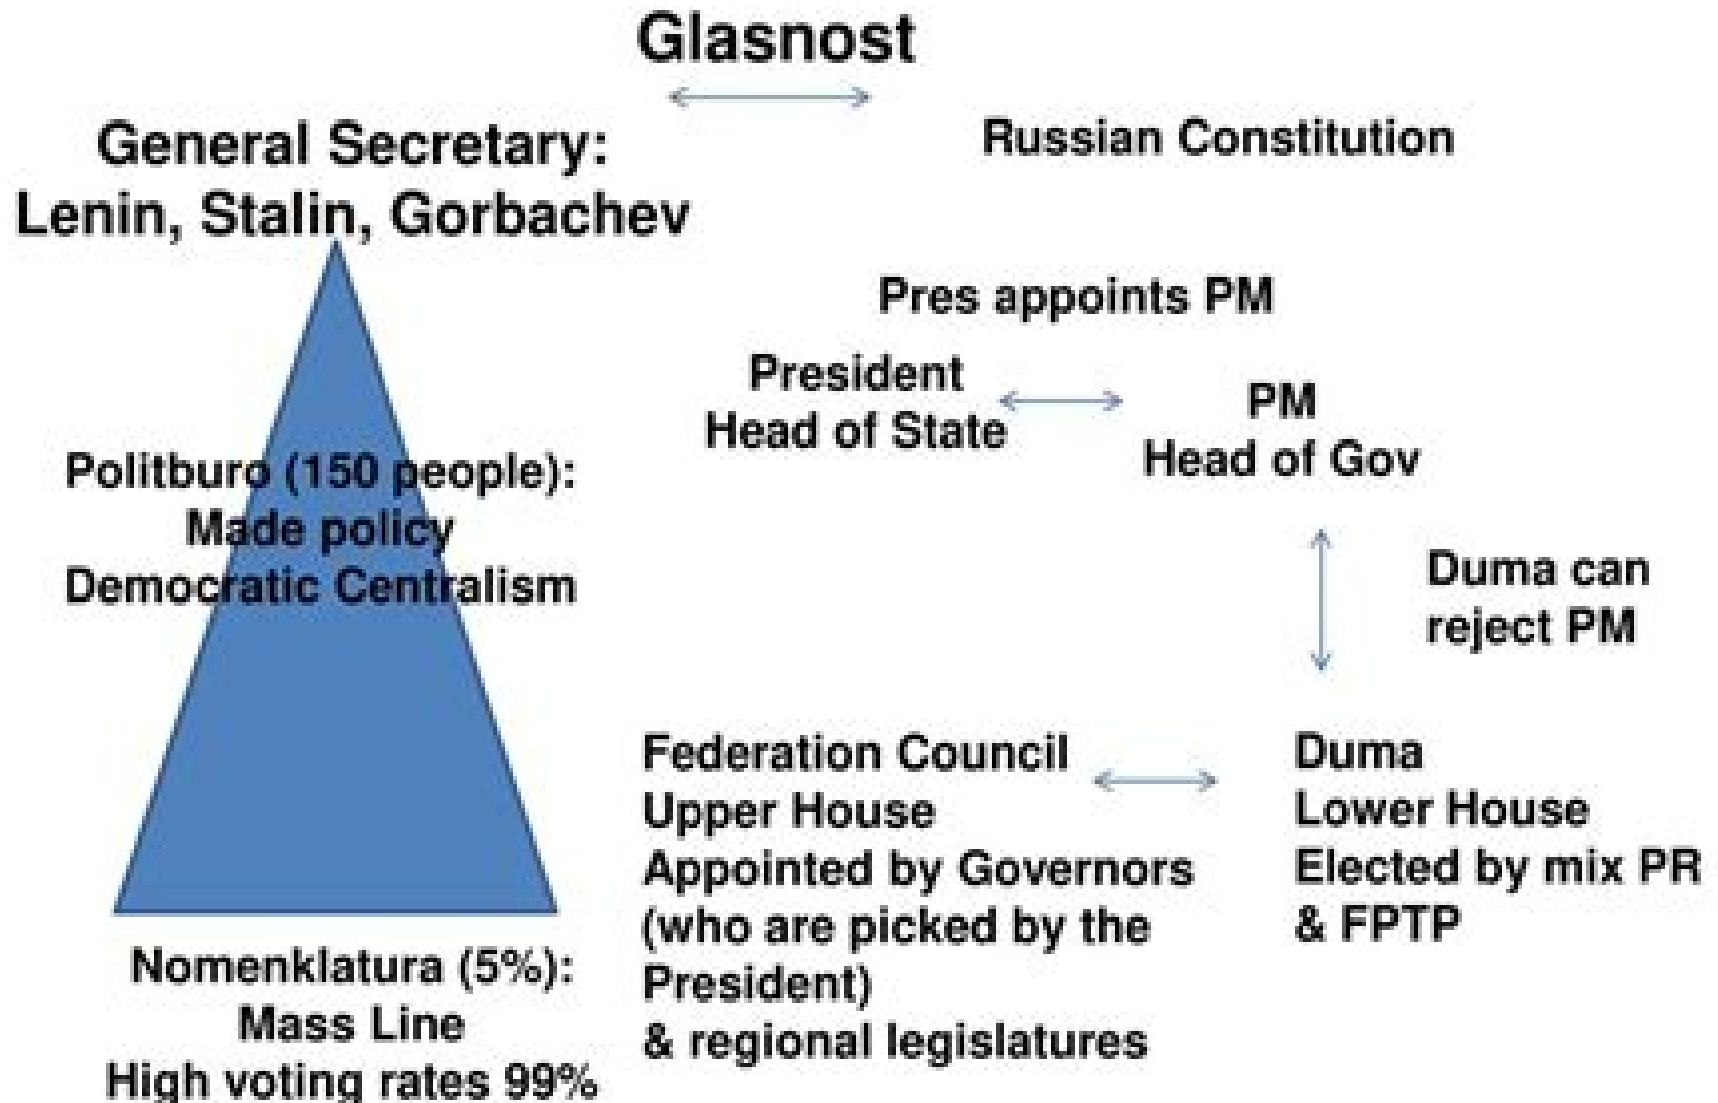 Glasnost
General Secretary:
Lenin, Stalin, Gorbachev
Politburo (150 people):
Made policy
Democratic Centralism
Nomenklatura (5%):
Mass Line
High voting rates 99%
Russian Constitution
Pres appoints PM
President
Head of State
PM
Head of Gov
Duma can
reject PM
Federation Council
Upper House
Appointed by Governors
(who are picked by the
President)
& regional legislatures
Duma
Lower House
Elected by mix PR
& FPTP